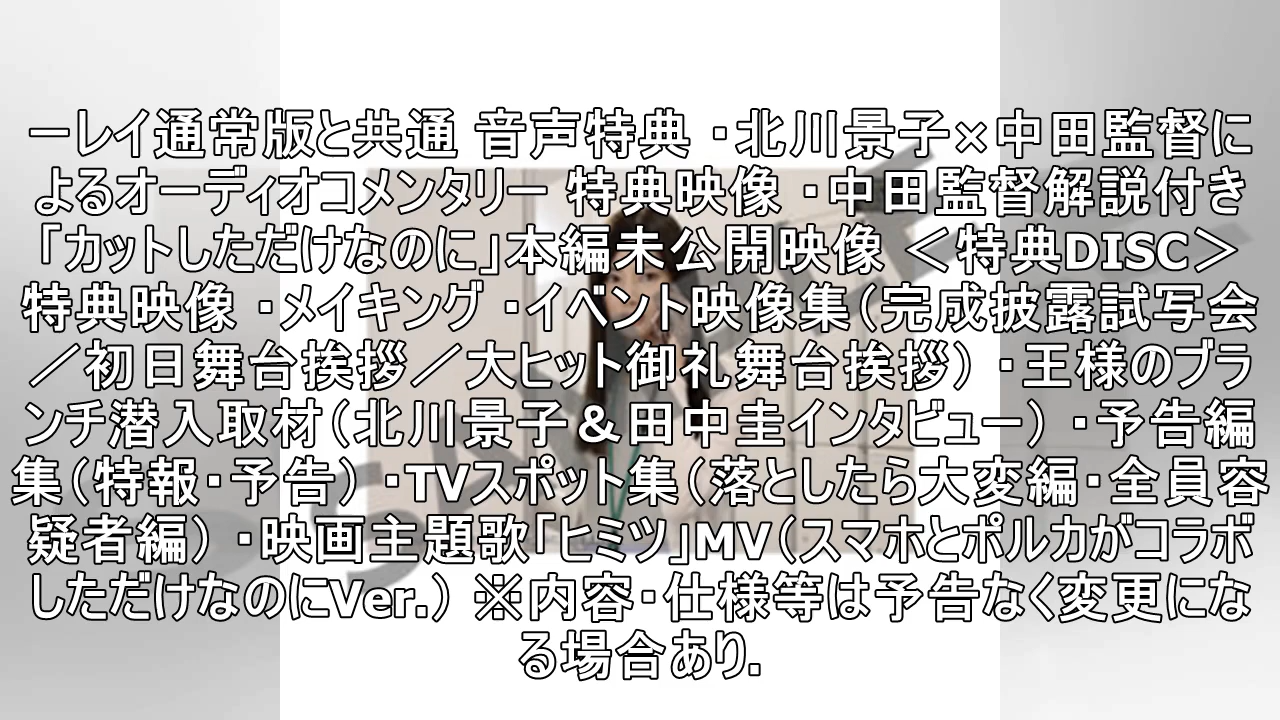 ーレイ通常版と共通 音声特典 ・北川景子×中田監督に
よるオーディオコメンタリー 特典映像 ・中田監督解説付き
「カットしただけなのに」本編未公開映像 ＜特典DISC＞
特典映像 ・メイキング ・イベント映像集（完成披露試写会
／初日舞台挨拶／大ヒット御礼舞台挨拶） ・王様のブラ
ンチ潜入取材（北川景子＆田中圭インタビュー） ・予告編
集（特報・予告） ・TVスポット集（落としたら大変編・全員容
疑者編） ・映画主題歌「ヒミツ」MV（スマホとポルカがコラボ
しただけなのにVer.） ※内容・仕様等は予告なく変更にな
る場合あり.